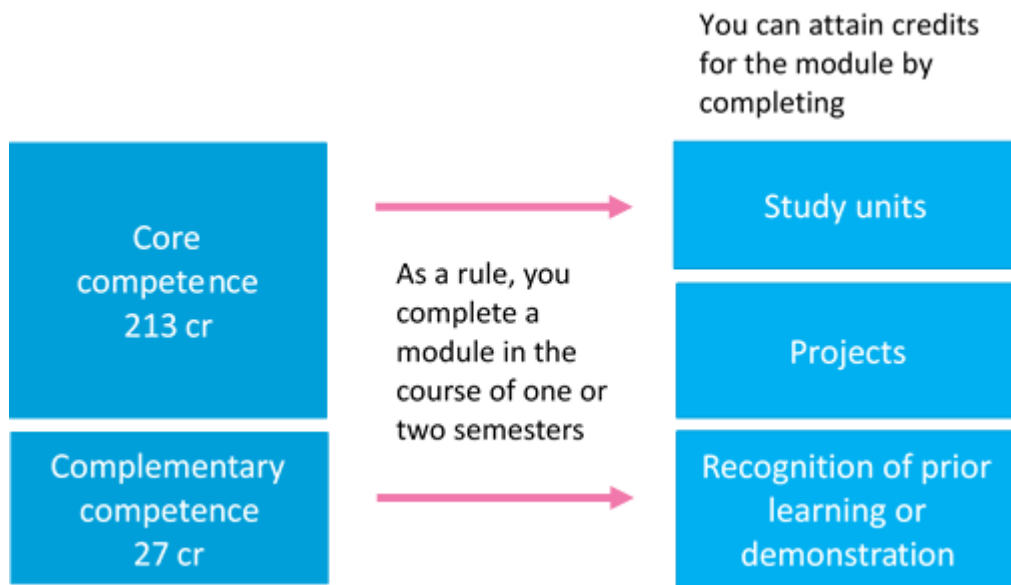 You can attain credits
for the module by
completing
Core
competence
213 cr
Complementary
competence
27 cr
As a rule, you
complete a
module in the
course of one or
two semesters
Study units
Projects
Recognition of prior
learning or
demonstration